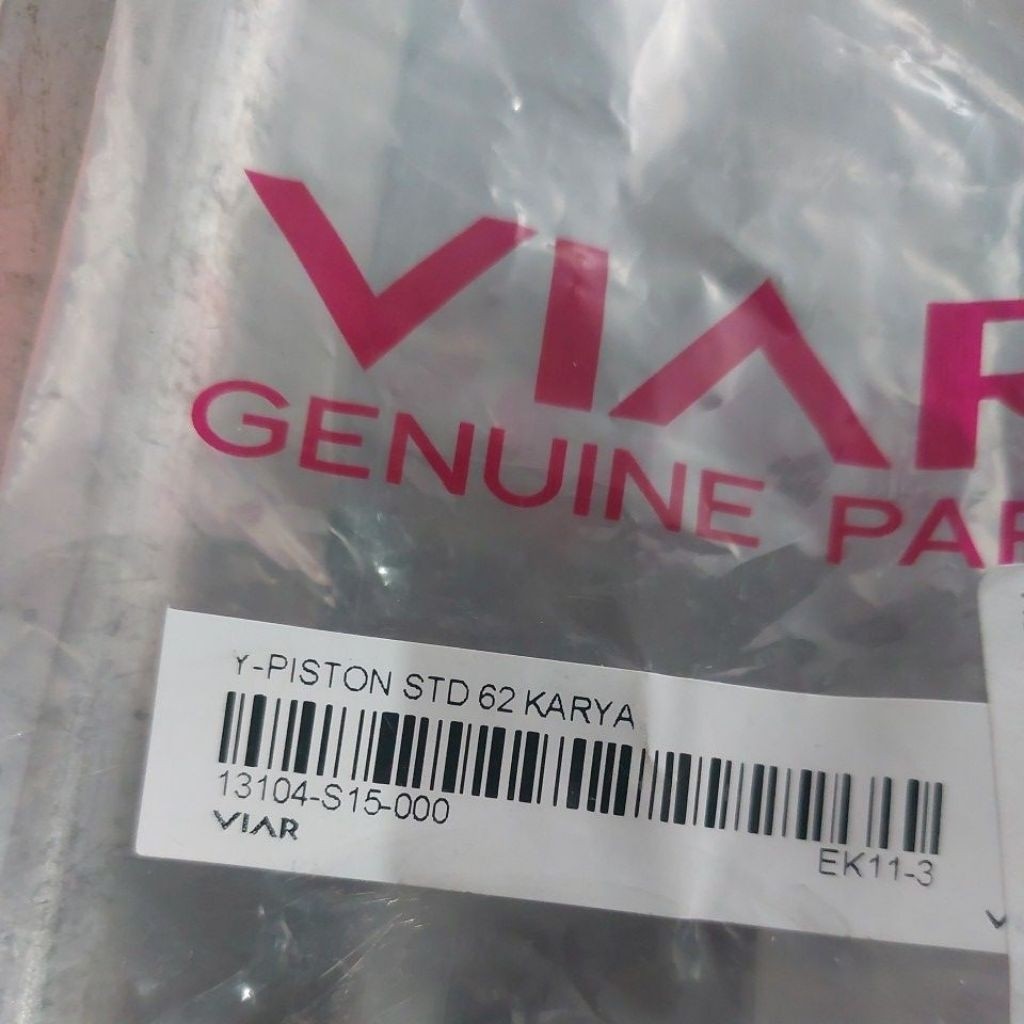 VIAR
GENUINE PAR
Y-PISTON STD 62 KARYA
13104-S15-000
VIAR
EK11-3